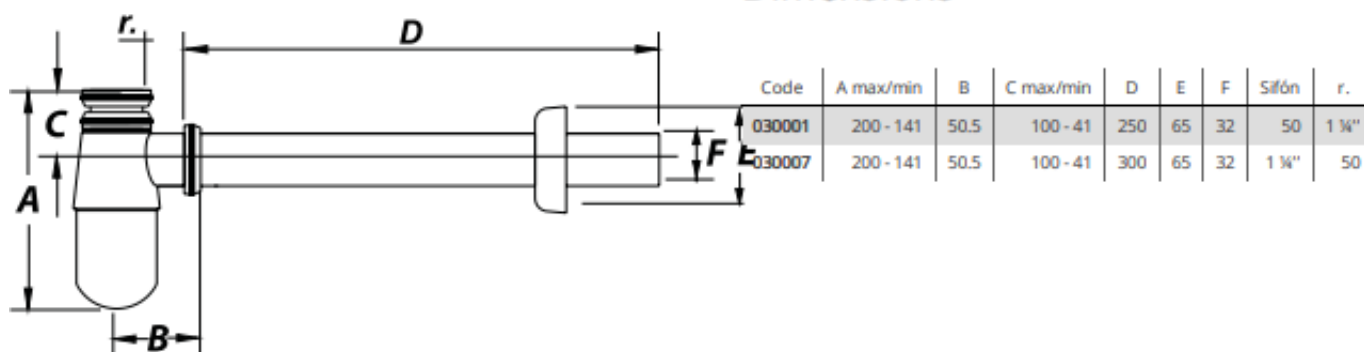 r.
D
C
A
B
F
E
Code A max/min B C max/min D E F Sifón r.
030001 200 - 141 50.5 100 - 41 250 65 32 50 1 ¼"
030007 200 - 141 50.5 100 - 41 300 65 32 1 ¼" 50